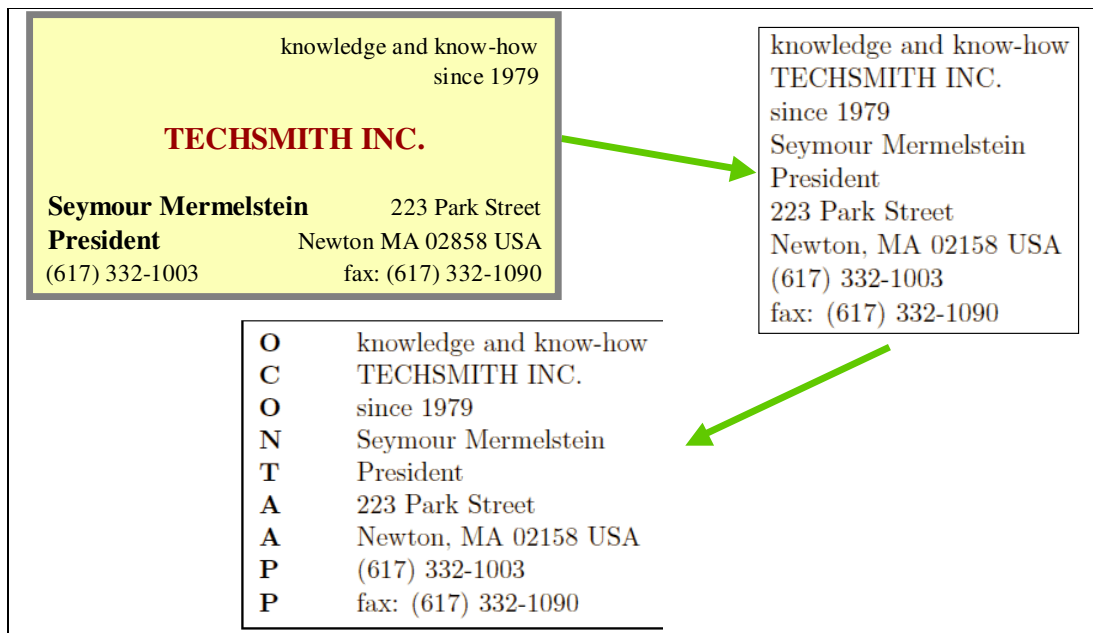 knowledge and know-how
since 1979
TECHSMITH INC.
Seymour Mermelstein 223 Park Street
President Newton MA 02858 USA
(617) 332-1003 fax: (617) 332-1090
knowledge and know-how
TECHSMITH INC.
since 1979
Seymour Mermelstein
President
223 Park Street
Newton, MA 02158 USA
(617) 332-1003
fax: (617) 332-1090
O knowledge and know-how
C TECHSMITH INC.
O since 1979
N Seymour Mermelstein
T President
A 223 Park Street
A Newton, MA 02158 USA
P (617) 332-1003
P fax: (617) 332-1090